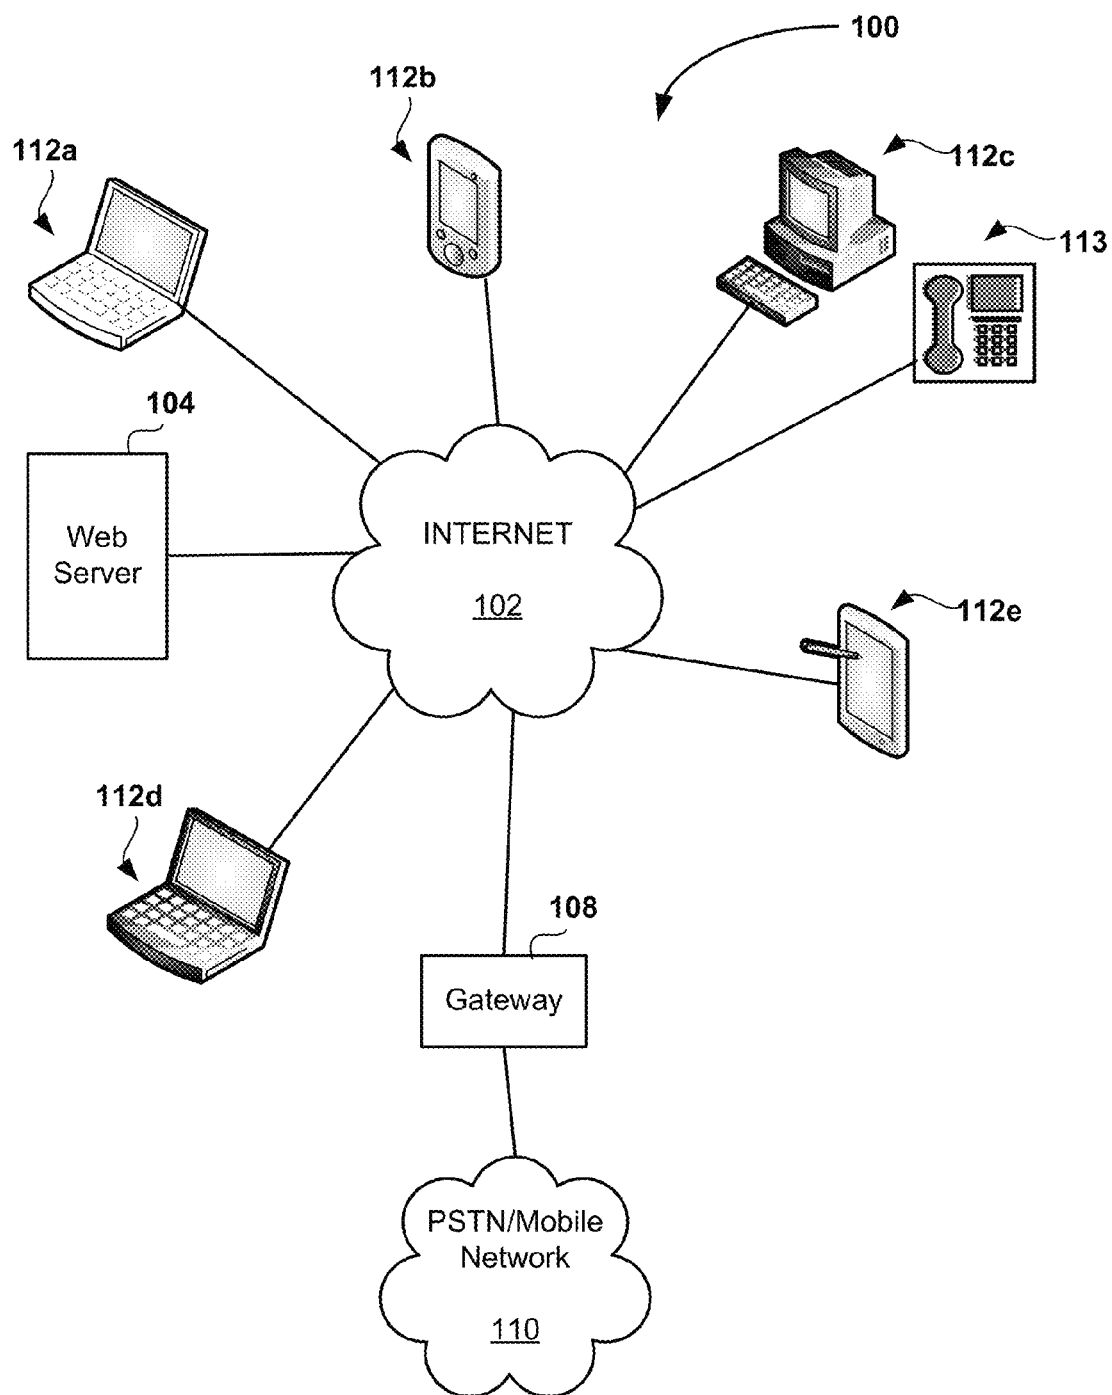 100
112b
112a
112c
113
104
Web
Server
INTERNET
102
112e
112d
108
Gateway
PSTN/Mobile
Network
110